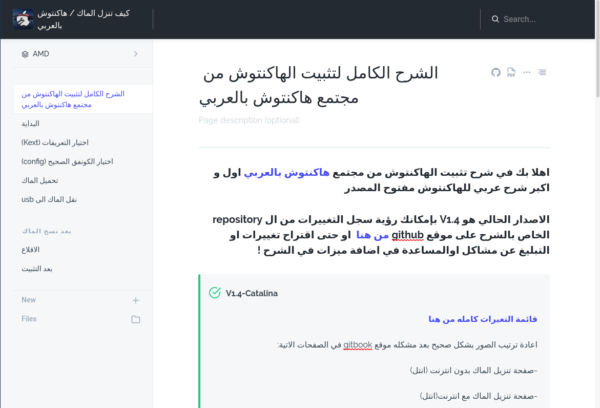 كيف تنزل الماك / هاكنتوش
بالعربي
Search...
AMD
الشرح الكامل لتثبيت الهاكنتوش من
مجتمع هاكنتوش بالعربي
البداية
اختيار التعريفات (Kext)
اختيار الكونفق الصحيح (config)
تحميل الماك
نقل الماك الى usb
بعد نسخ الماك
الاقلاع
بعد التثبيت
New
Files
الشرح الكامل لتثبيت الهاكنتوش من
مجتمع هاكنتوش بالعربي
Page description (optional)
اهلا بك في شرح تثبيت الهاكنتوش من مجتمع هاكنتوش بالعربي اول و
اكبر شرح عربي للهاكنتوش مفتوح المصدر
الاصدار الحالي هو V1.4 بإمكانك رؤية سجل التغييرات من ال repository
الخاص بالشرح على موقع github من هنا او حتى اقتراح تغييرات او
التبليغ عن مشاكل اوالمساعدة في اضافة ميزات في الشرح !
V1.4-Catalina
قائمة التغيرات كامله من هنا
اعادة ترتيب الصور بشكل صحيح بعد مشكله موقع gitbook في الصفحات الاتية:
-صفحة تنزيل الماك بدون انترنت (انتل)
-صفحة تنزيل الماك مع انترنت(انتل)